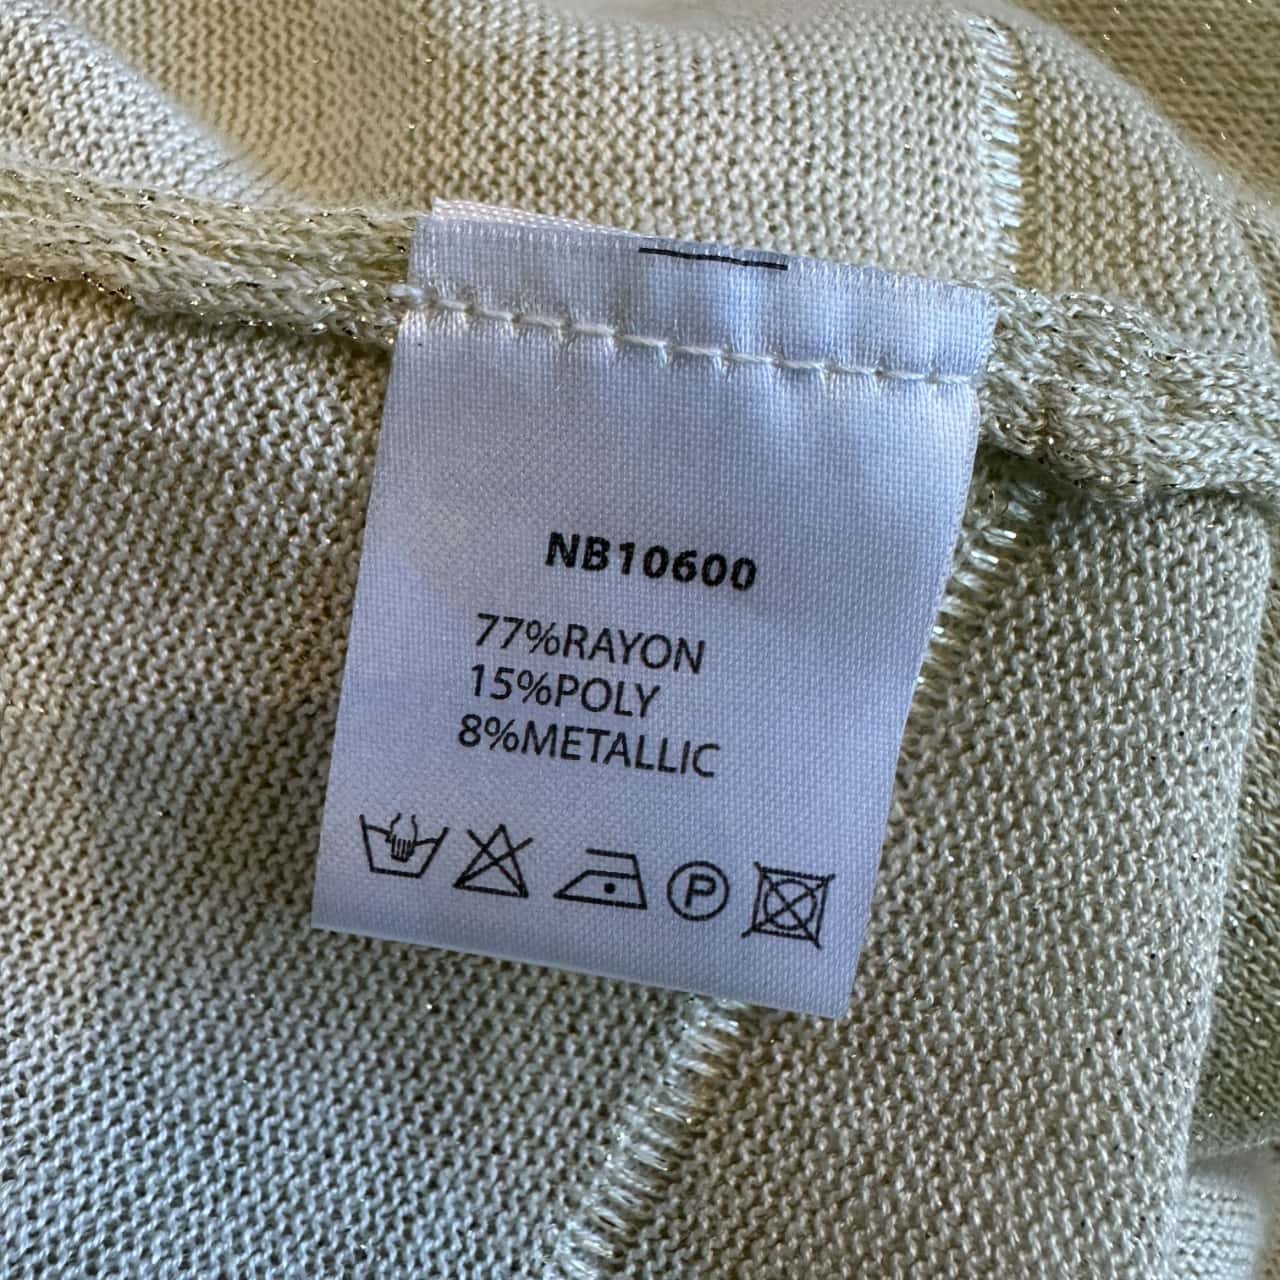 NB10600
77%RAYON
15%POLY
8%METALLIC
P